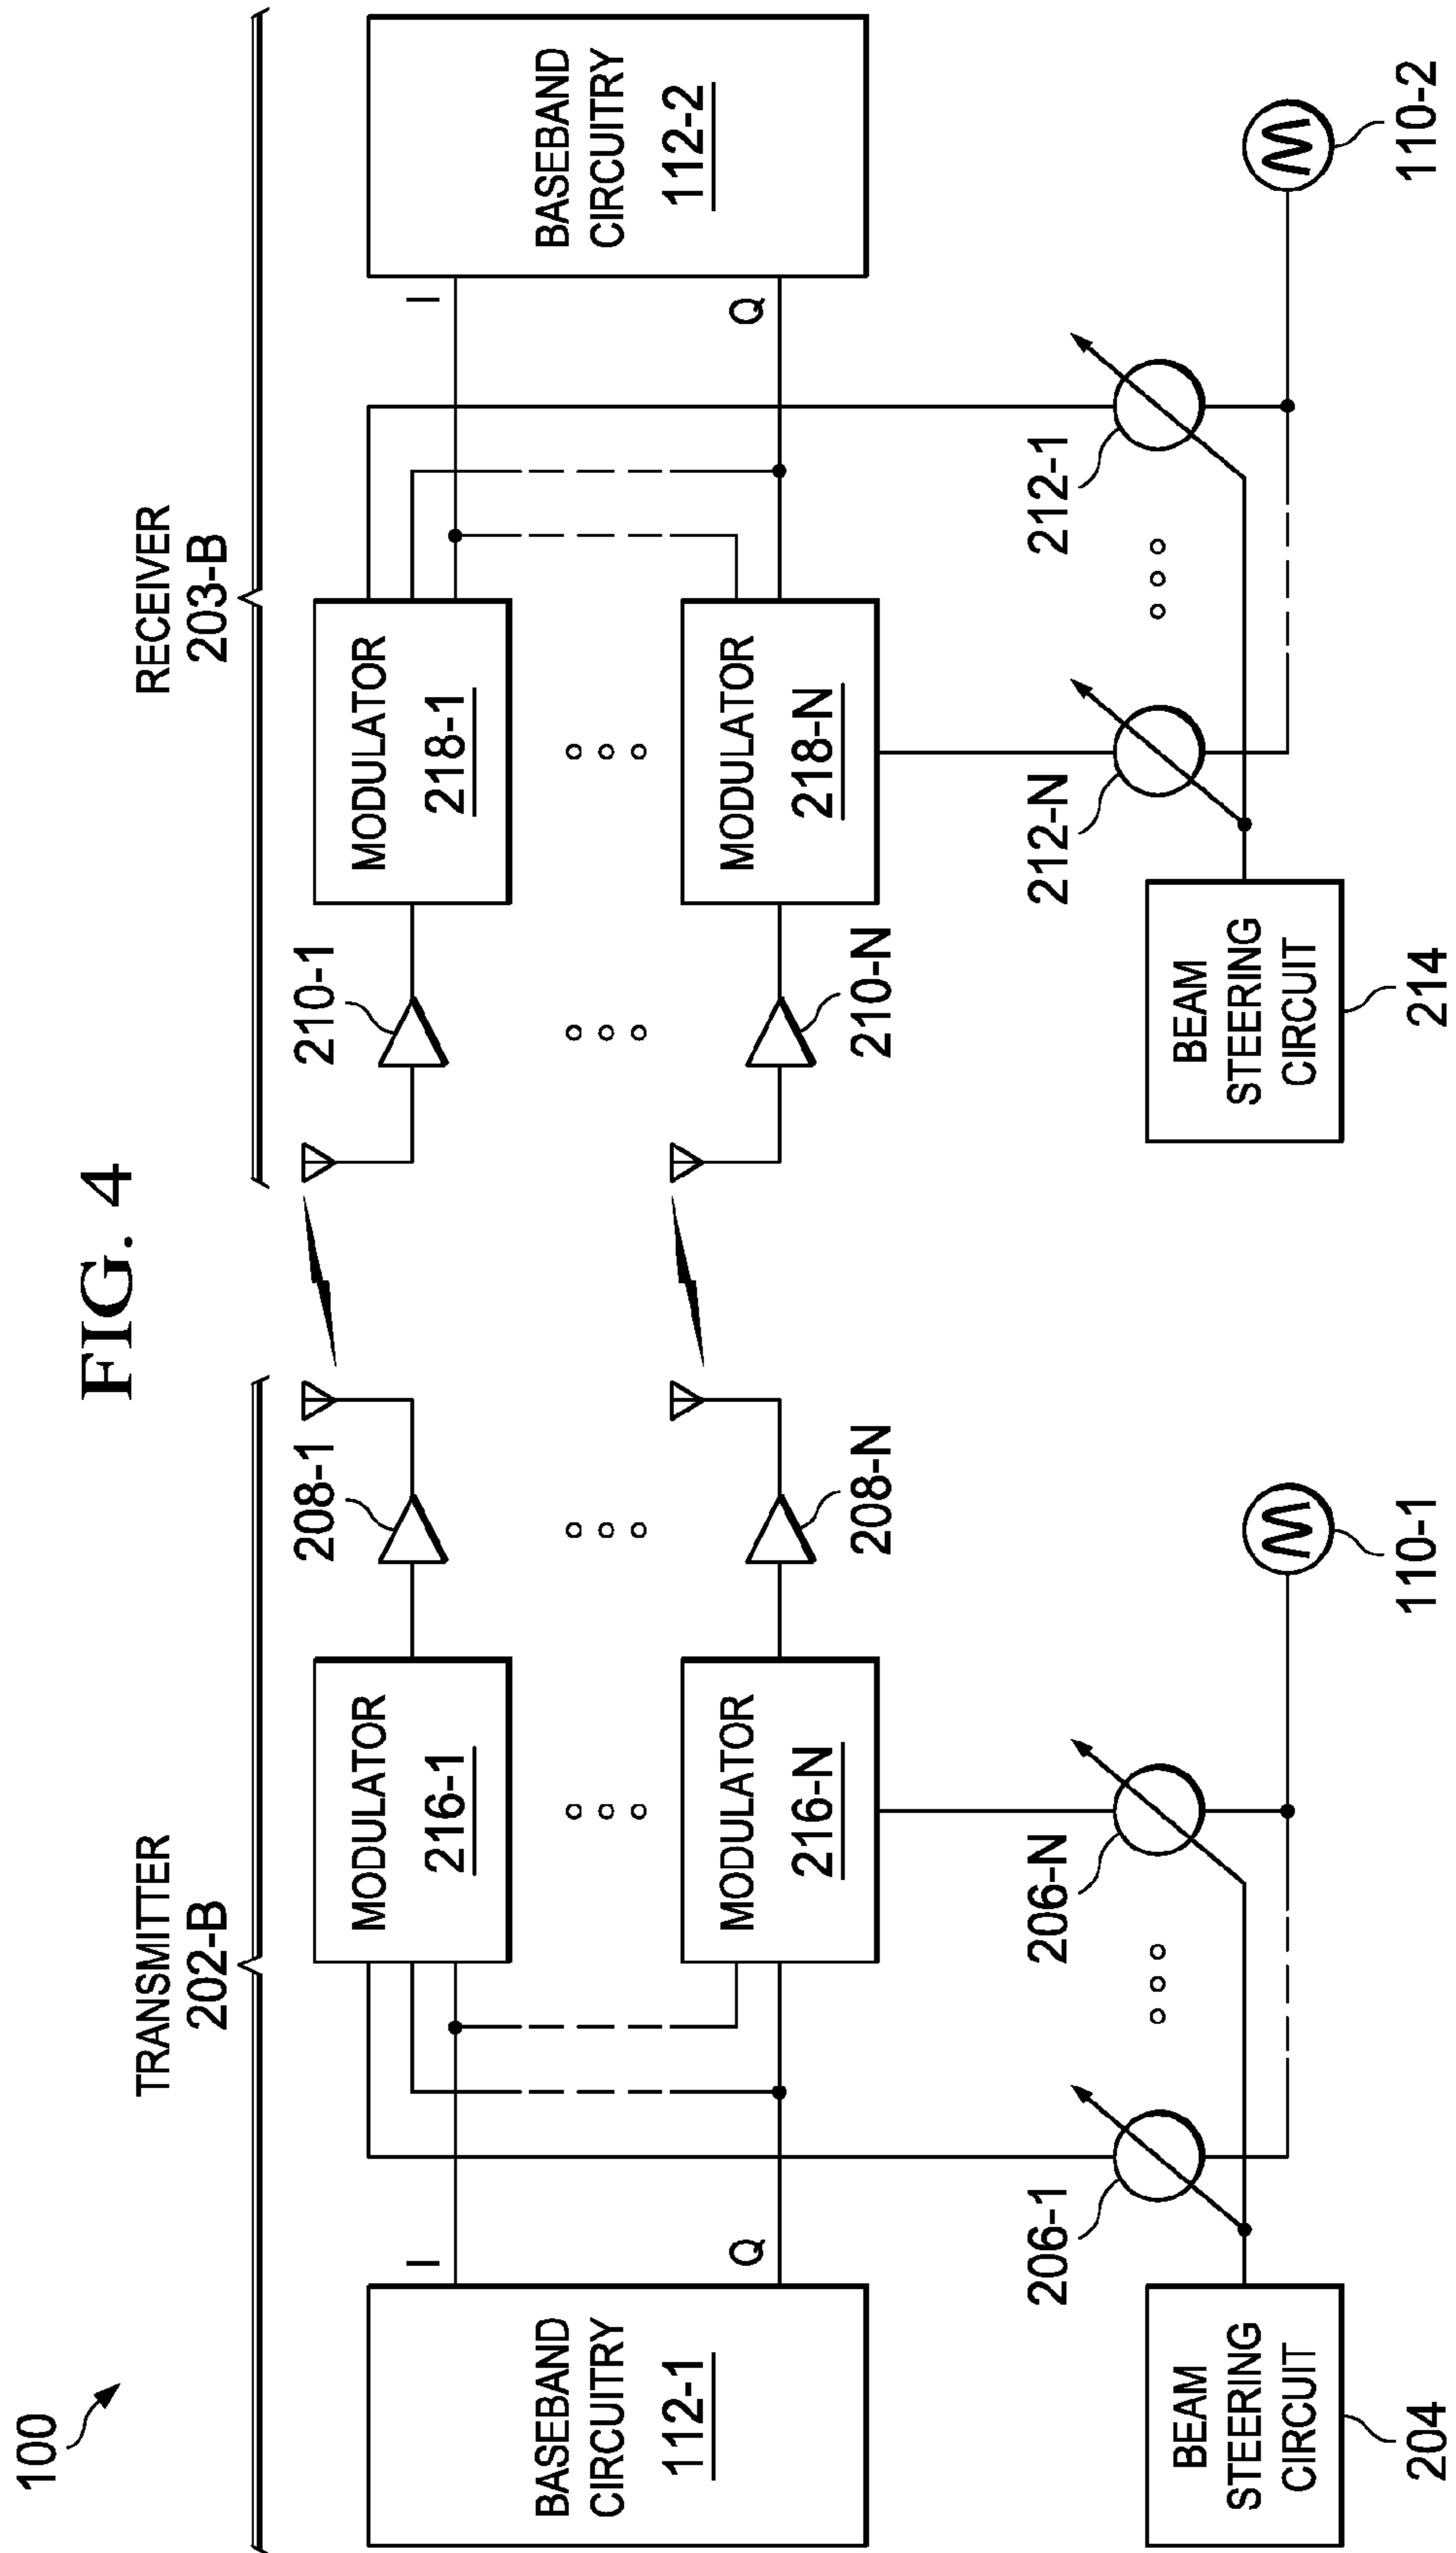 FIG. 4
100
TRANSMITTER
202-B
RECEIVER
203-B
BASEBAND
CIRCUITRY
112-1
I
Q
MODULATOR
216-1
MODULATOR
216-N
208-1
208-N
210-1
210-N
MODULATOR
218-1
MODULATOR
218-N
I
Q
BASEBAND
CIRCUITRY
112-2
BEAM
STEERING
CIRCUIT
204
206-1
206-N
110-1
BEAM
STEERING
CIRCUIT
214
212-N
212-1
110-2